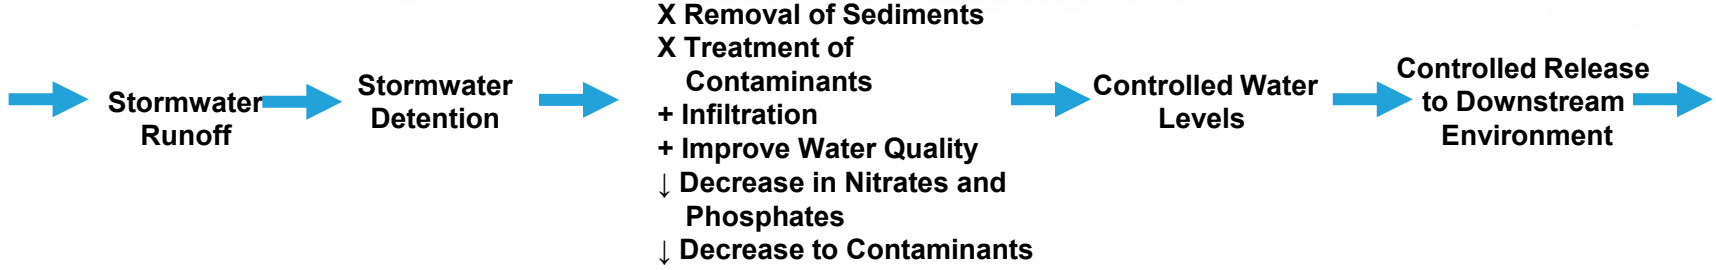 Stormwater
Runoff
Stormwater
Detention
X Removal of Sediments
X Treatment of
Contaminants
+ Infiltration
+ Improve Water Quality
↓ Decrease in Nitrates and
Phosphates
↓ Decrease to Contaminants
Controlled Water
Levels
Controlled Release
to Downstream
Environment